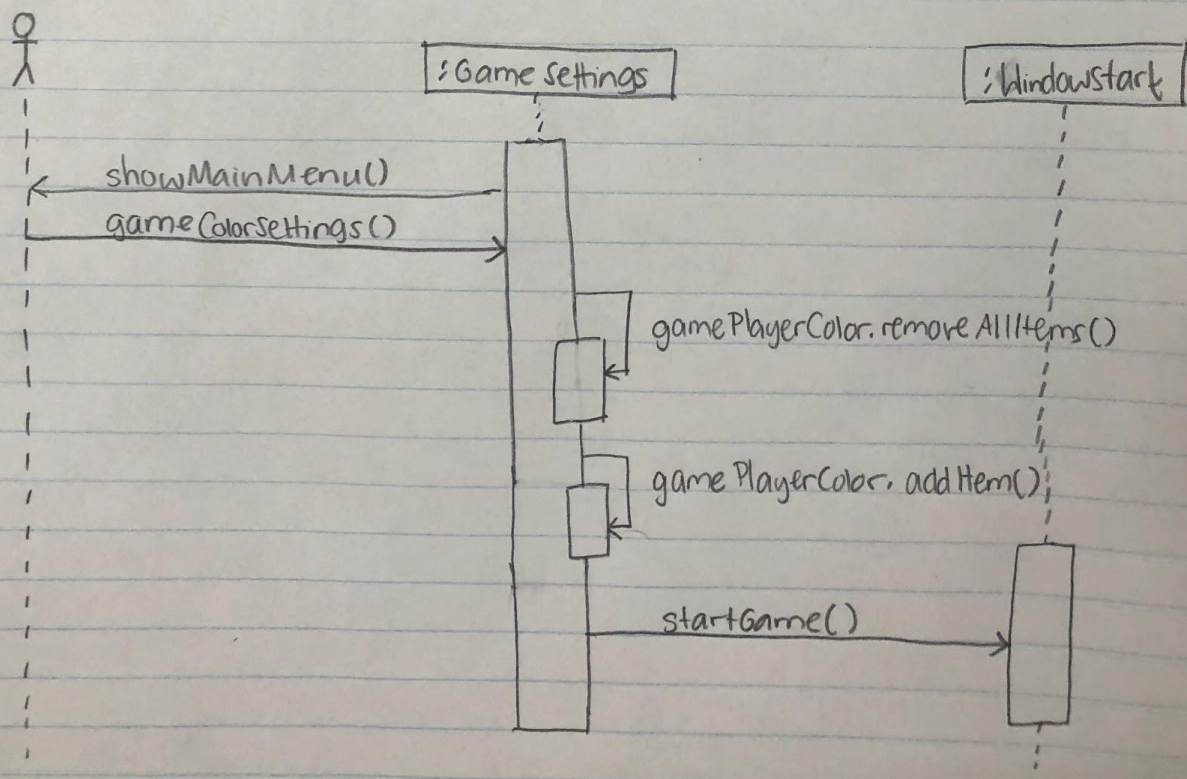 :Game Settings
:Windowstart
showMainMenu()
gameColorSettings()
gamePlayerColor.removeAllItems()
gamePlayerColor.addItem()
startGame()